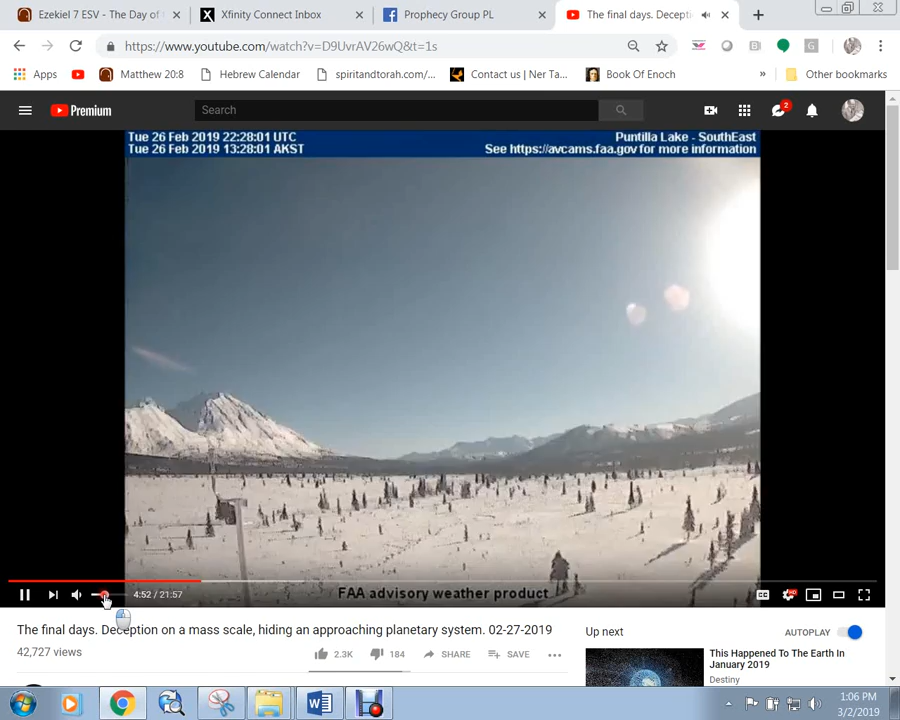 Ezekiel 7 ESV - The Day of
Xfinity Connect Inbox
Prophecy Group PL
The final days. Decepti
https://www.youtube.com/watch?v=D9UvrAV26wQ&t=1s
Apps
Matthew 20:8
Hebrew Calendar
spiritandtorah.com/...
Contact us | Ner Ta...
Book Of Enoch
»
Other bookmarks
Premium
Search
2
Tue 26 Feb 2019 22:28:01 UTC
Tue 26 Feb 2019 13:28:01 AKST
Puntilla Lake - SouthEast
See https://avcams.faa.gov for more information
FAA advisory weather product
4:52 / 21:57
CC
HD
The final days. Deception on a mass scale, hiding an approaching planetary system. 02-27-2019
42,727 views
2.3K
184
SHARE
SAVE
Up next
AUTOPLAY
This Happened To The Earth In
January 2019
Destiny
1:06 PM
3/2/2019